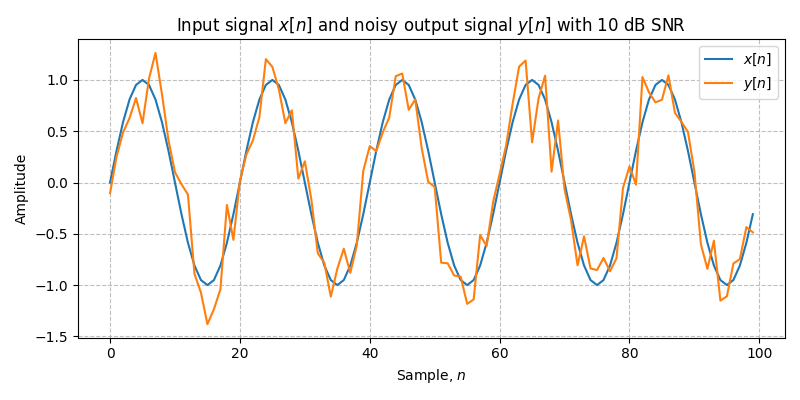 Input signal x[n] and noisy output signal y[n] with 10 dB SNR
x[n]
y[n]
Amplitude
1.0
0.5
0.0
−0.5
−1.0
−1.5
0 20 40 60 80 100
Sample, n